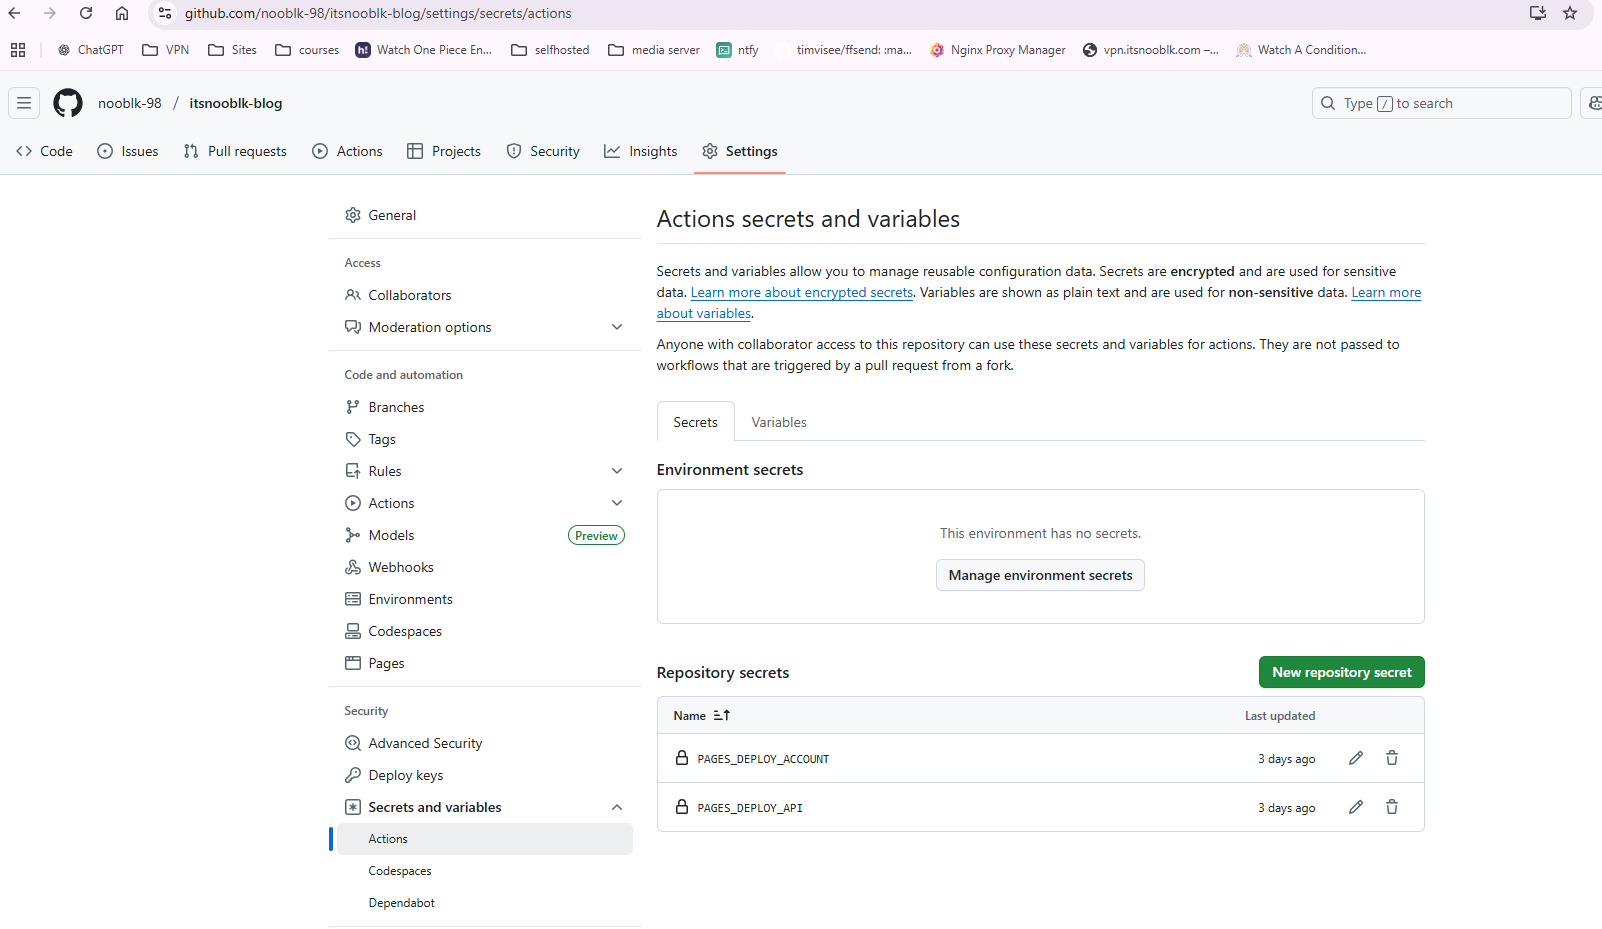 github.com/nooblk-98/itsnooblk-blog/settings/secrets/actions
ChatGPT VPN Sites courses h! Watch One Piece En... selfhosted media server ntfy timvisee/ffsend: :ma... Nginx Proxy Manager vpn.itsnooblk.com –... Watch A Condition...
nooblk-98 / itsnooblk-blog Type / to search
Code Issues Pull requests Actions Projects Security Insights Settings
General
Access
Collaborators
Moderation options
Code and automation
Branches
Tags
Rules
Actions
Models Preview
Webhooks
Environments
Codespaces
Pages
Security
Advanced Security
Deploy keys
Secrets and variables
Actions
Codespaces
Dependabot
Actions secrets and variables
Secrets and variables allow you to manage reusable configuration data. Secrets are encrypted and are used for sensitive
data. Learn more about encrypted secrets. Variables are shown as plain text and are used for non-sensitive data. Learn more
about variables.
Anyone with collaborator access to this repository can use these secrets and variables for actions. They are not passed to
workflows that are triggered by a pull request from a fork.
Secrets Variables
Environment secrets
This environment has no secrets.
Manage environment secrets
Repository secrets New repository secret
Name Last updated
PAGES_DEPLOY_ACCOUNT 3 days ago
PAGES_DEPLOY_API 3 days ago